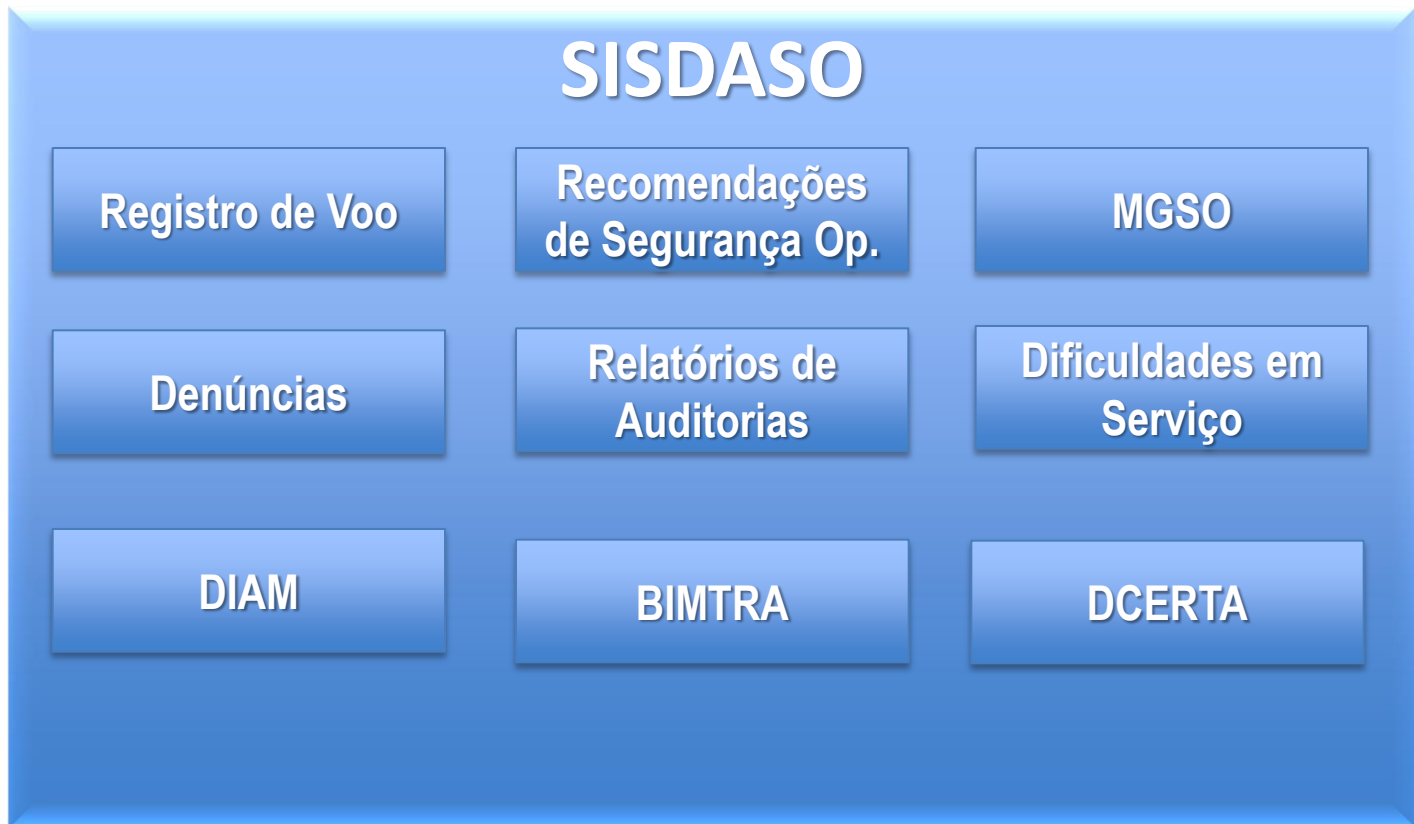 SISDASO
Registro de Voo
Recomendações
de Segurança Op.
MGSO
Denúncias
Relatórios de
Auditorias
Dificuldades em
Serviço
DIAM
BIMTRA
DCERTA